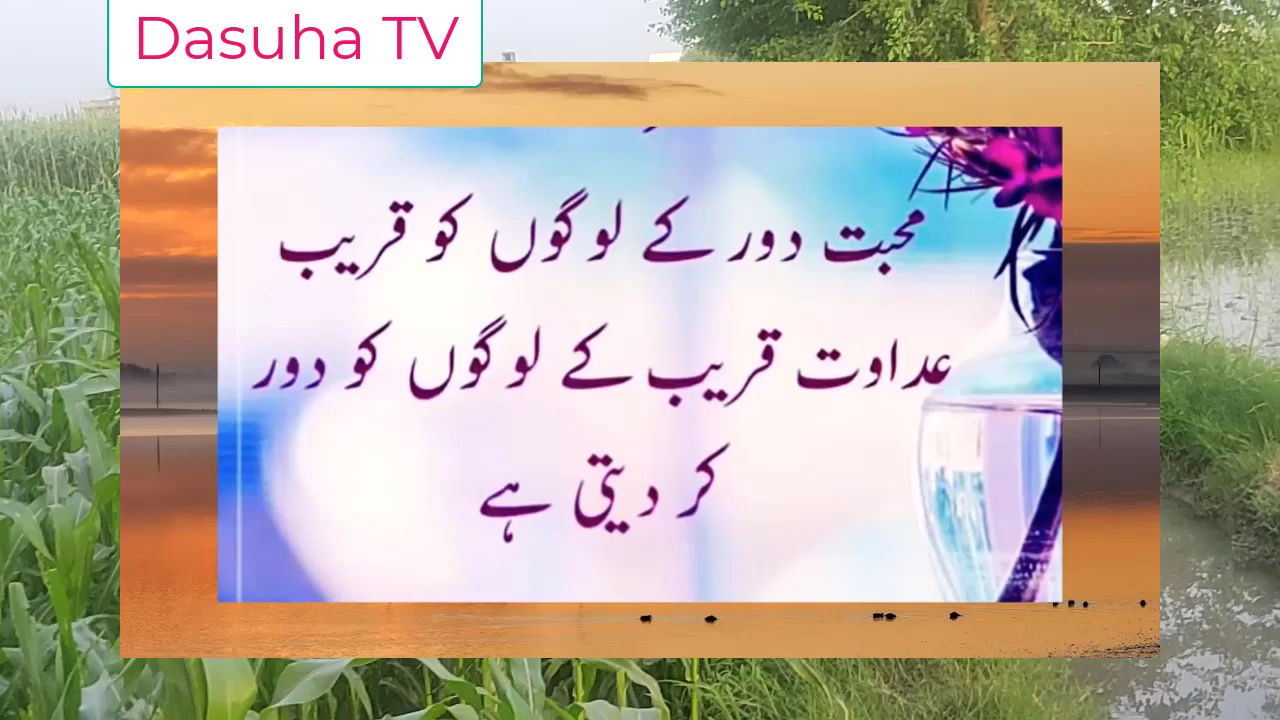 Dasuha TV
محبت دور کے لوگوں کو قریب
عداوت قریب کے لوگوں کو دور
کر دیتی ہے